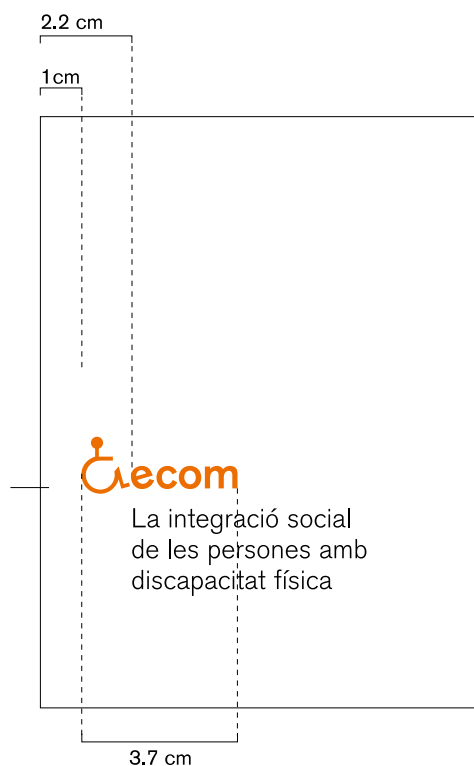 2.2 cm
1cm
ecom
La integració social
de les persones amb
discapacitat física
3.7 cm